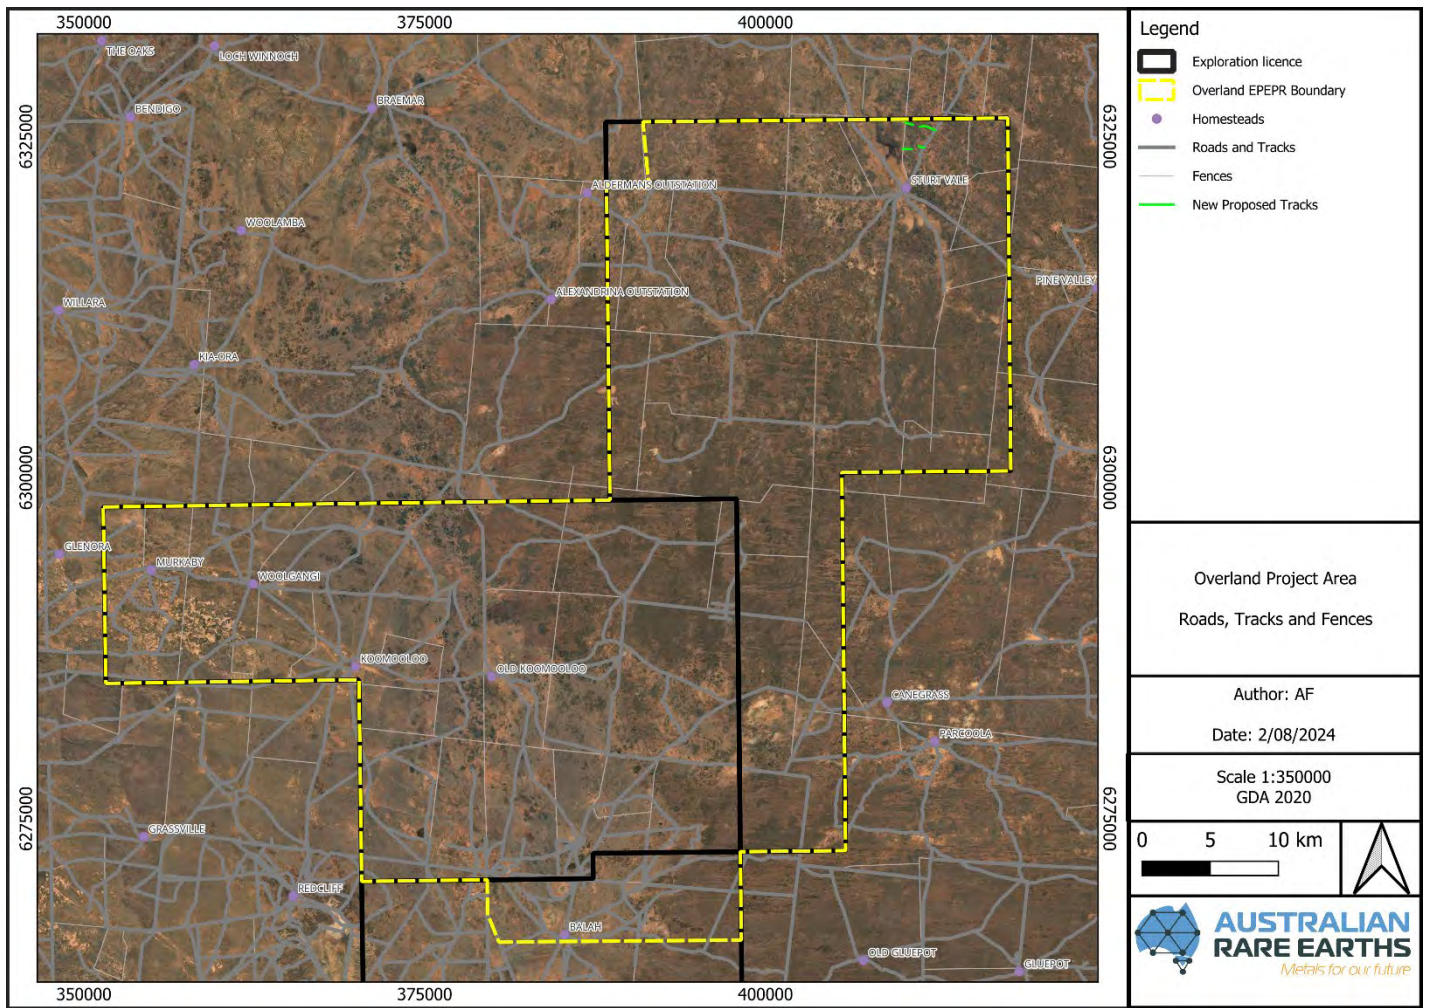 350000
375000
400000
6325000
6300000
6275000
6325000
6300000
6275000
350000
375000
400000
THE OAKS
LOCH WINNOCH
BENDIGO
BRAEMAR
ALDERMANS OUTSTATION
STURT VALE
WOOLAMBA
PINE VALLEY
ALEXANDRINA OUTSTATION
WILLARA
KIA-ORA
GLENORA
MURKABY
WOOLGANGI
KOOMOOLOO
OLD KOOMOOLOO
CANEGRASS
PARCOOLA
GRASSVILLE
REDCLIFF
BALAH
OLD GLUEPOT
GLUEPOT
Legend
Exploration licence
Overland EPEPR Boundary
Homesteads
Roads and Tracks
Fences
New Proposed Tracks
Overland Project Area
Roads, Tracks and Fences
Author: AF
Date: 2/08/2024
Scale 1:350000
GDA 2020
0 5 10 km
AUSTRALIAN
RARE EARTHS
Metals for our future